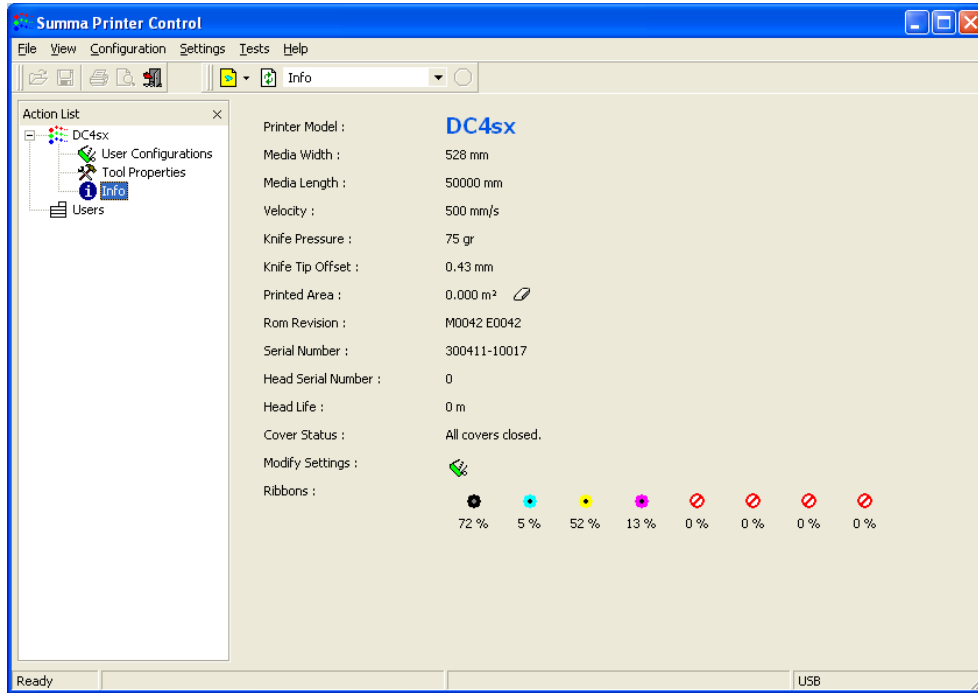 Summa Printer Control
File View Configuration Settings Tests Help
Info
Action List
DC4sx
User Configurations
Tool Properties
Info
Users
Printer Model : DC4sx
Media Width : 528 mm
Media Length : 50000 mm
Velocity : 500 mm/s
Knife Pressure : 75 gr
Knife Tip Offset : 0.43 mm
Printed Area : 0.000 m²
Rom Revision : M0042 E0042
Serial Number : 300411-10017
Head Serial Number : 0
Head Life : 0 m
Cover Status : All covers closed.
Modify Settings :
Ribbons :
72 % 5 % 52 % 13 % 0 % 0 % 0 % 0 %
Ready USB